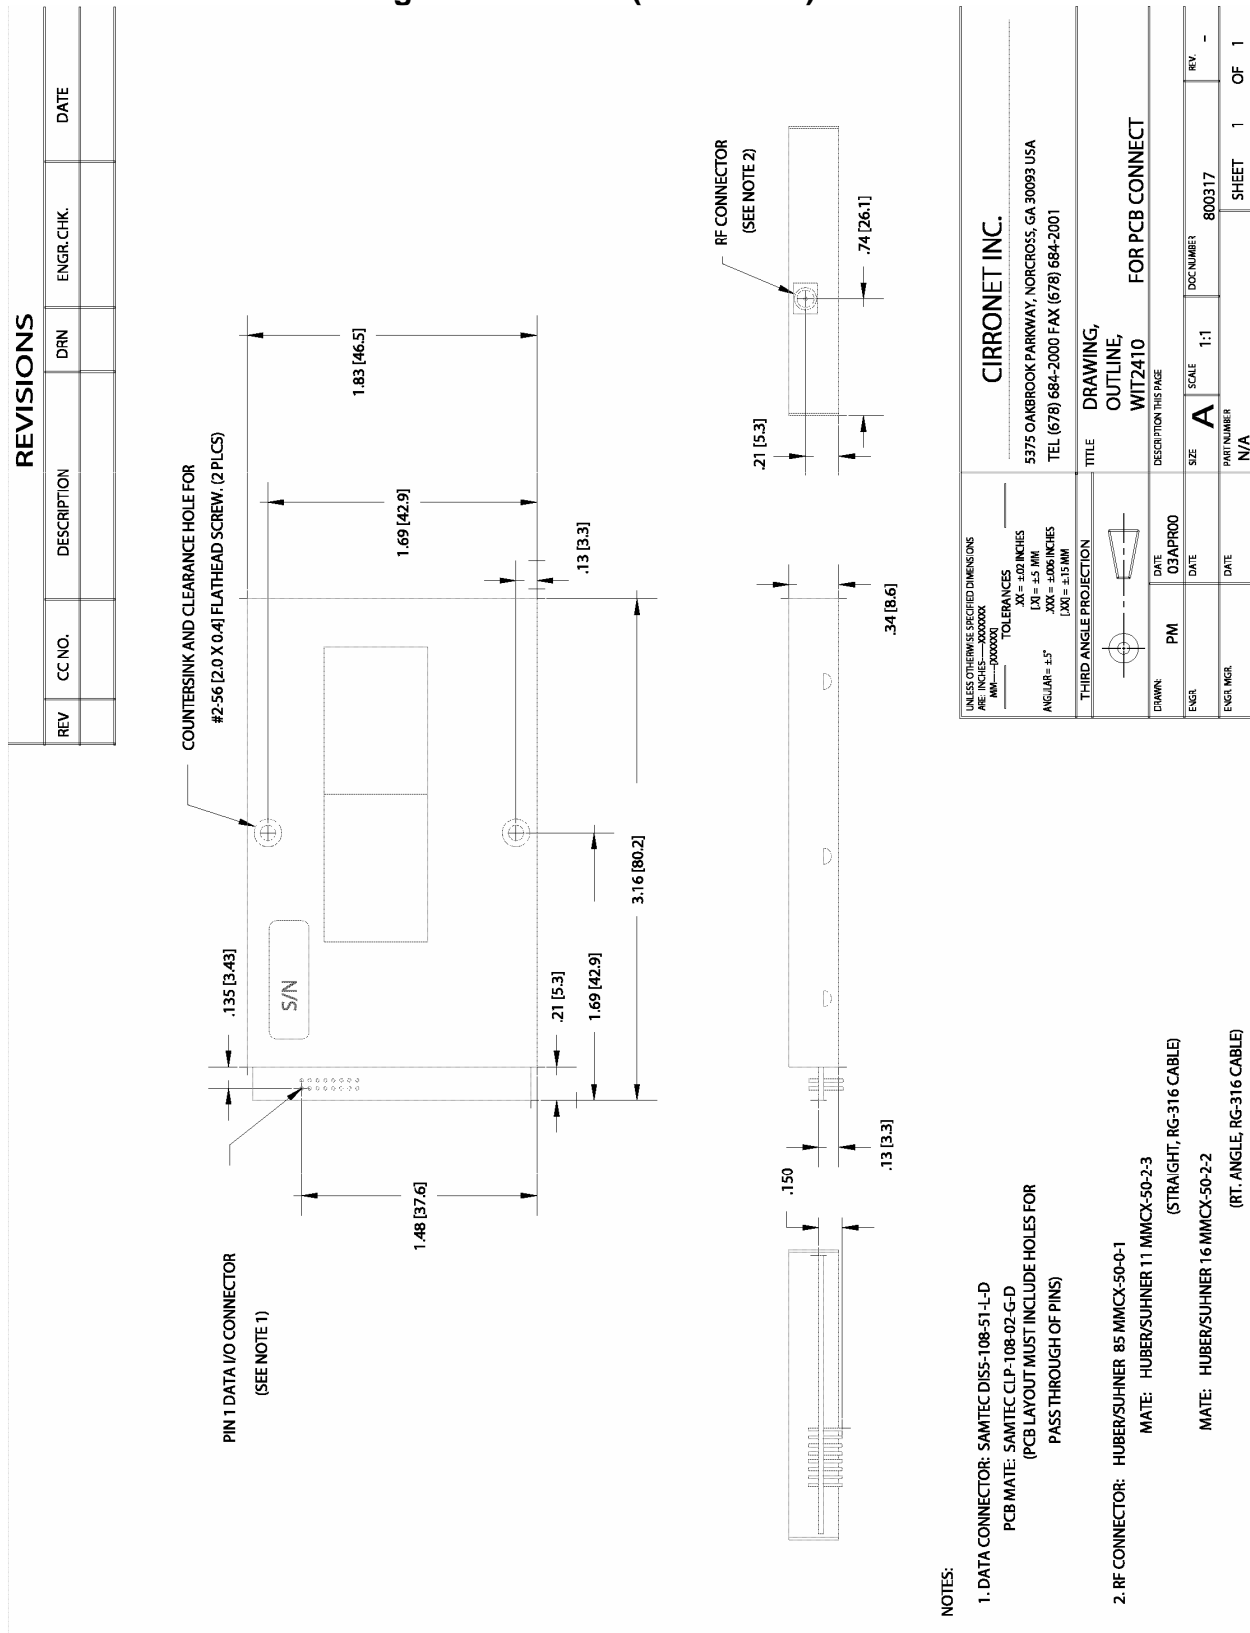 REVISIONS
REV CC NO. DESCRIPTION DRN ENGR. CHK. DATE
COUNTERSINK AND CLEARANCE HOLE FOR
#2-56 [2.0 X 0.4] FLATHEAD SCREW. (2 PLCS)
1.83 [46.5]
1.69 [42.9]
.13 [3.3]
S/N
.135 [3.43]
3.16 [80.2]
1.69 [42.9]
.21 [5.3]
PIN 1 DATA I/O CONNECTOR
(SEE NOTE 1)
1.48 [37.6]
RF CONNECTOR
(SEE NOTE 2)
.21 [5.3]
.74 [26.1]
.34 [8.6]
.13 [3.3]
.150
NOTES:
1. DATA CONNECTOR: SAMTEC DIS5-108-51-L-D
PCB MATE: SAMTEC CLP-108-02-G-D
(PCB LAYOUT MUST INCLUDE HOLES FOR
PASS THROUGH OF PINS)
2. RF CONNECTOR: HUBER/SUHNER 85 MMCX-50-0-1
MATE: HUBER/SUHNER 11 MMCX-50-2-3
(STRAIGHT, RG-316 CABLE)
MATE: HUBER/SUHNER 16 MMCX-50-2-2
(RT. ANGLE, RG-316 CABLE)
UNLESS OTHERWISE SPECIFIED DIMENSIONS
ARE: INCHES-----XXXXXXX
MM-----[XXXXXX]
TOLERANCES
.XX = ±.02 INCHES
[.X] = ±.5 MM
.XXX = ±.006 INCHES
[.XX] = ±.15 MM
ANGULAR = ±.5°
THIRD ANGLE PROJECTION
DRAWN: PM DATE 03APR00
ENGR. DATE
ENGR. MGR. DATE
CIRRONET INC.
5375 OAKBROOK PARKWAY, NORCROSS, GA 30093 USA
TEL (678) 684-2000 FAX (678) 684-2001
TITLE DRAWING,
OUTLINE,
WIT2410 FOR PCB CONNECT
DESCRIPTION THIS PAGE
SIZE A SCALE 1:1 DOC NUMBER 800317 REV. -
PART NUMBER N/A SHEET 1 OF 1